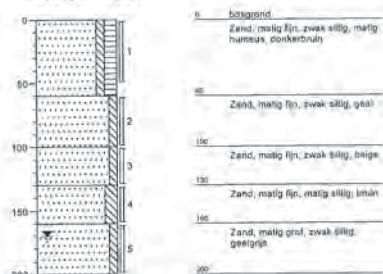 0
50
100
150
200
1
2
3
4
5
0 bosgrond
Zand, matig fijn, zwak siltig, matig
humeus, donkerbruin
60
Zand, matig fijn, zwak siltig, geel
100
Zand, matig fijn, zwak siltig, beige
130
Zand, matig fijn, matig siltig, bruin
160
Zand, matig grof, zwak siltig,
geelgrijs
200